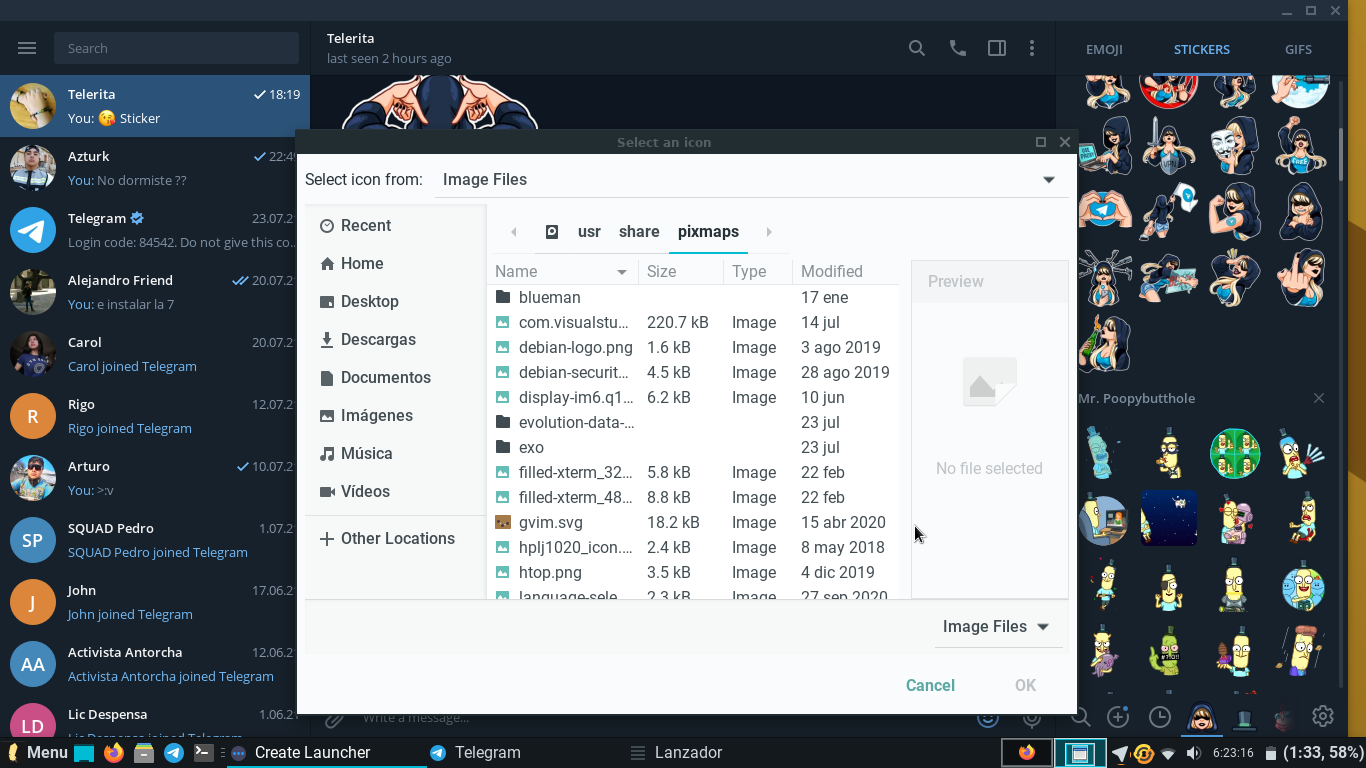 Search
Telerita
last seen 2 hours ago
EMOJI
STICKERS
GIFS
Telerita
18:19
You: 😘 Sticker
Azturk
22:4
You: No dormiste ??
Telegram
23.07.2
Login code: 84542. Do not give this co...
Alejandro Friend
20.07.2
You: e instalar la 7
Carol
20.07.2
Carol joined Telegram
R
Rigo
12.07.2
Rigo joined Telegram
Arturo
10.07.2
You: >:v
SP
SQUAD Pedro
1.07.2
SQUAD Pedro joined Telegram
J
John
17.06.2
John joined Telegram
AA
Activista Antorcha
12.06.2
Activista Antorcha joined Telegram
LD
Lic Despensa
1.06.2
Lic Despensa joined Telegram
Select an icon
Select icon from:
Image Files
Recent
Home
Desktop
Descargas
Documentos
Imágenes
Música
Vídeos
Other Locations
usr
share
pixmaps
Name
Size
Type
Modified
blueman
17 ene
com.visualstu...
220.7 kB
Image
14 jul
debian-logo.png
1.6 kB
Image
3 ago 2019
debian-securit...
4.5 kB
Image
28 ago 2019
display-im6.q1...
6.2 kB
Image
10 jun
evolution-data-...
23 jul
exo
23 jul
filled-xterm_32...
5.8 kB
Image
22 feb
filled-xterm_48...
8.8 kB
Image
22 feb
gvim.svg
18.2 kB
Image
15 abr 2020
hplj1020_icon....
2.4 kB
Image
8 may 2018
htop.png
3.5 kB
Image
4 dic 2019
language-sele
2.3 kB
Image
27 sep 2020
Preview
No file selected
Image Files
Cancel
OK
VPN
FREE
Mr. Poopybutthole
Write a message...
Menu
Create Launcher
Telegram
Lanzador
6:23:16
(1:33, 58%)